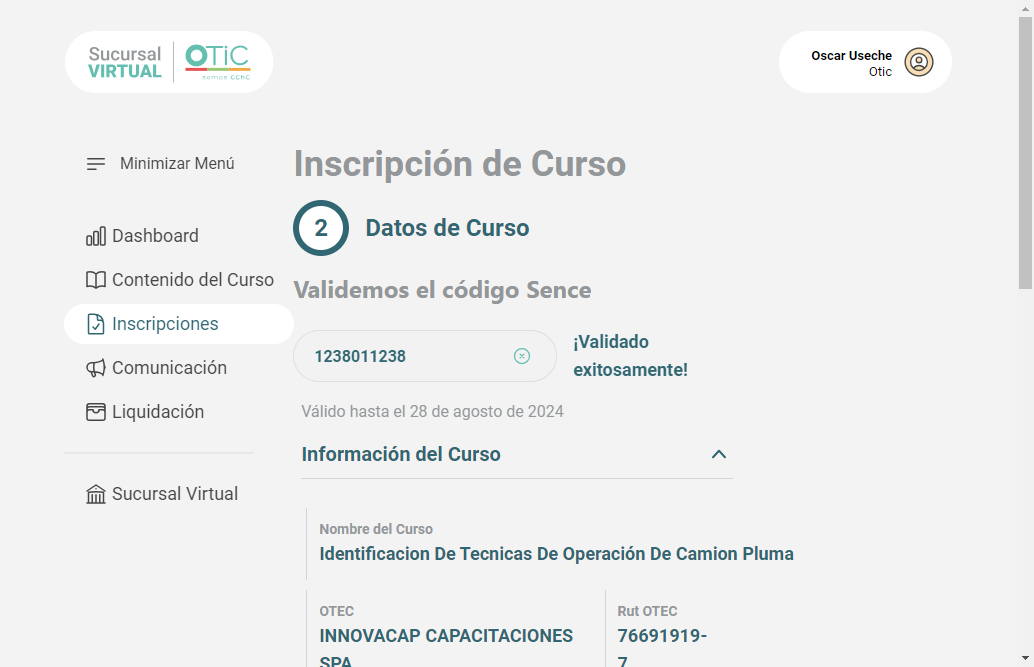 Sucursal
VIRTUAL
OTiC
somos CChC
Oscar Useche
Otic
Minimizar Menú
Dashboard
Contenido del Curso
Inscripciones
Comunicación
Liquidación
Sucursal Virtual
Inscripción de Curso
2 Datos de Curso
Validemos el código Sence
1238011238
¡Validado
exitosamente!
Válido hasta el 28 de agosto de 2024
Información del Curso
Nombre del Curso
Identificacion De Tecnicas De Operación De Camion Pluma
OTEC
INNOVACAP CAPACITACIONES
SPA
Rut OTEC
76691919-
7